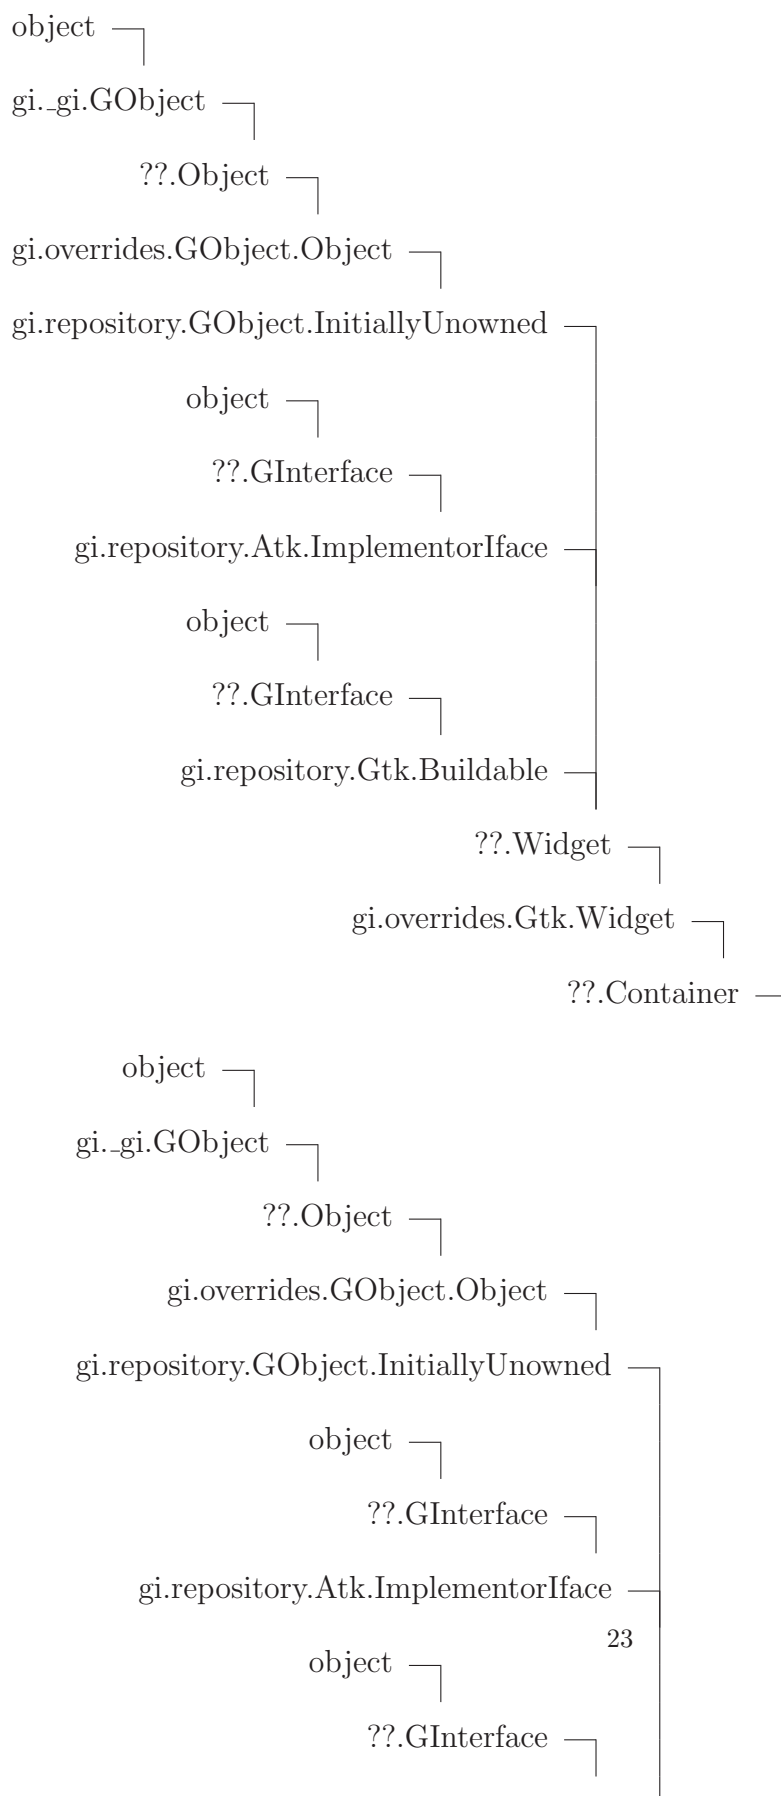 object
gi._gi.GObject
??.Object
gi.overrides.GObject.Object
gi.repository.GObject.InitiallyUnowned
object
??.GInterface
gi.repository.Atk.ImplementorIface
object
??.GInterface
gi.repository.Gtk.Buildable
??.Widget
gi.overrides.Gtk.Widget
??.Container
object
gi._gi.GObject
??.Object
gi.overrides.GObject.Object
gi.repository.GObject.InitiallyUnowned
object
??.GInterface
gi.repository.Atk.ImplementorIface
23
object
??.GInterface